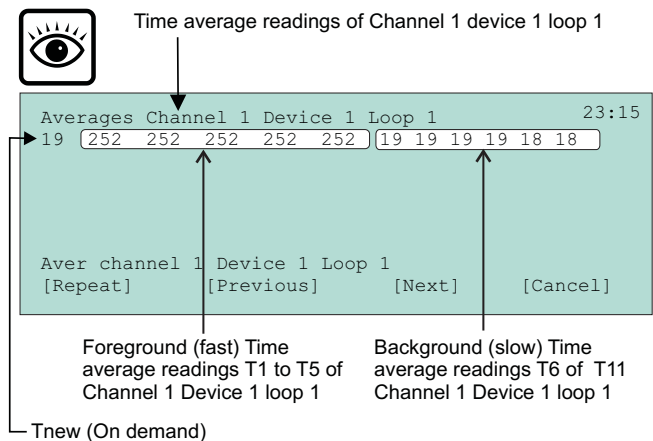 Time average readings of Channel 1 device 1 loop 1
Averages Channel 1 Device 1 Loop 1 23:15
19 252 252 252 252 252 19 19 19 19 18 18
Aver channel 1 Device 1 Loop 1
[Repeat] [Previous] [Next] [Cancel]
Foreground (fast) Time
average readings T1 to T5 of
Channel 1 Device 1 loop 1
Background (slow) Time
average readings T6 of T11
Channel 1 Device 1 loop 1
Tnew (On demand)